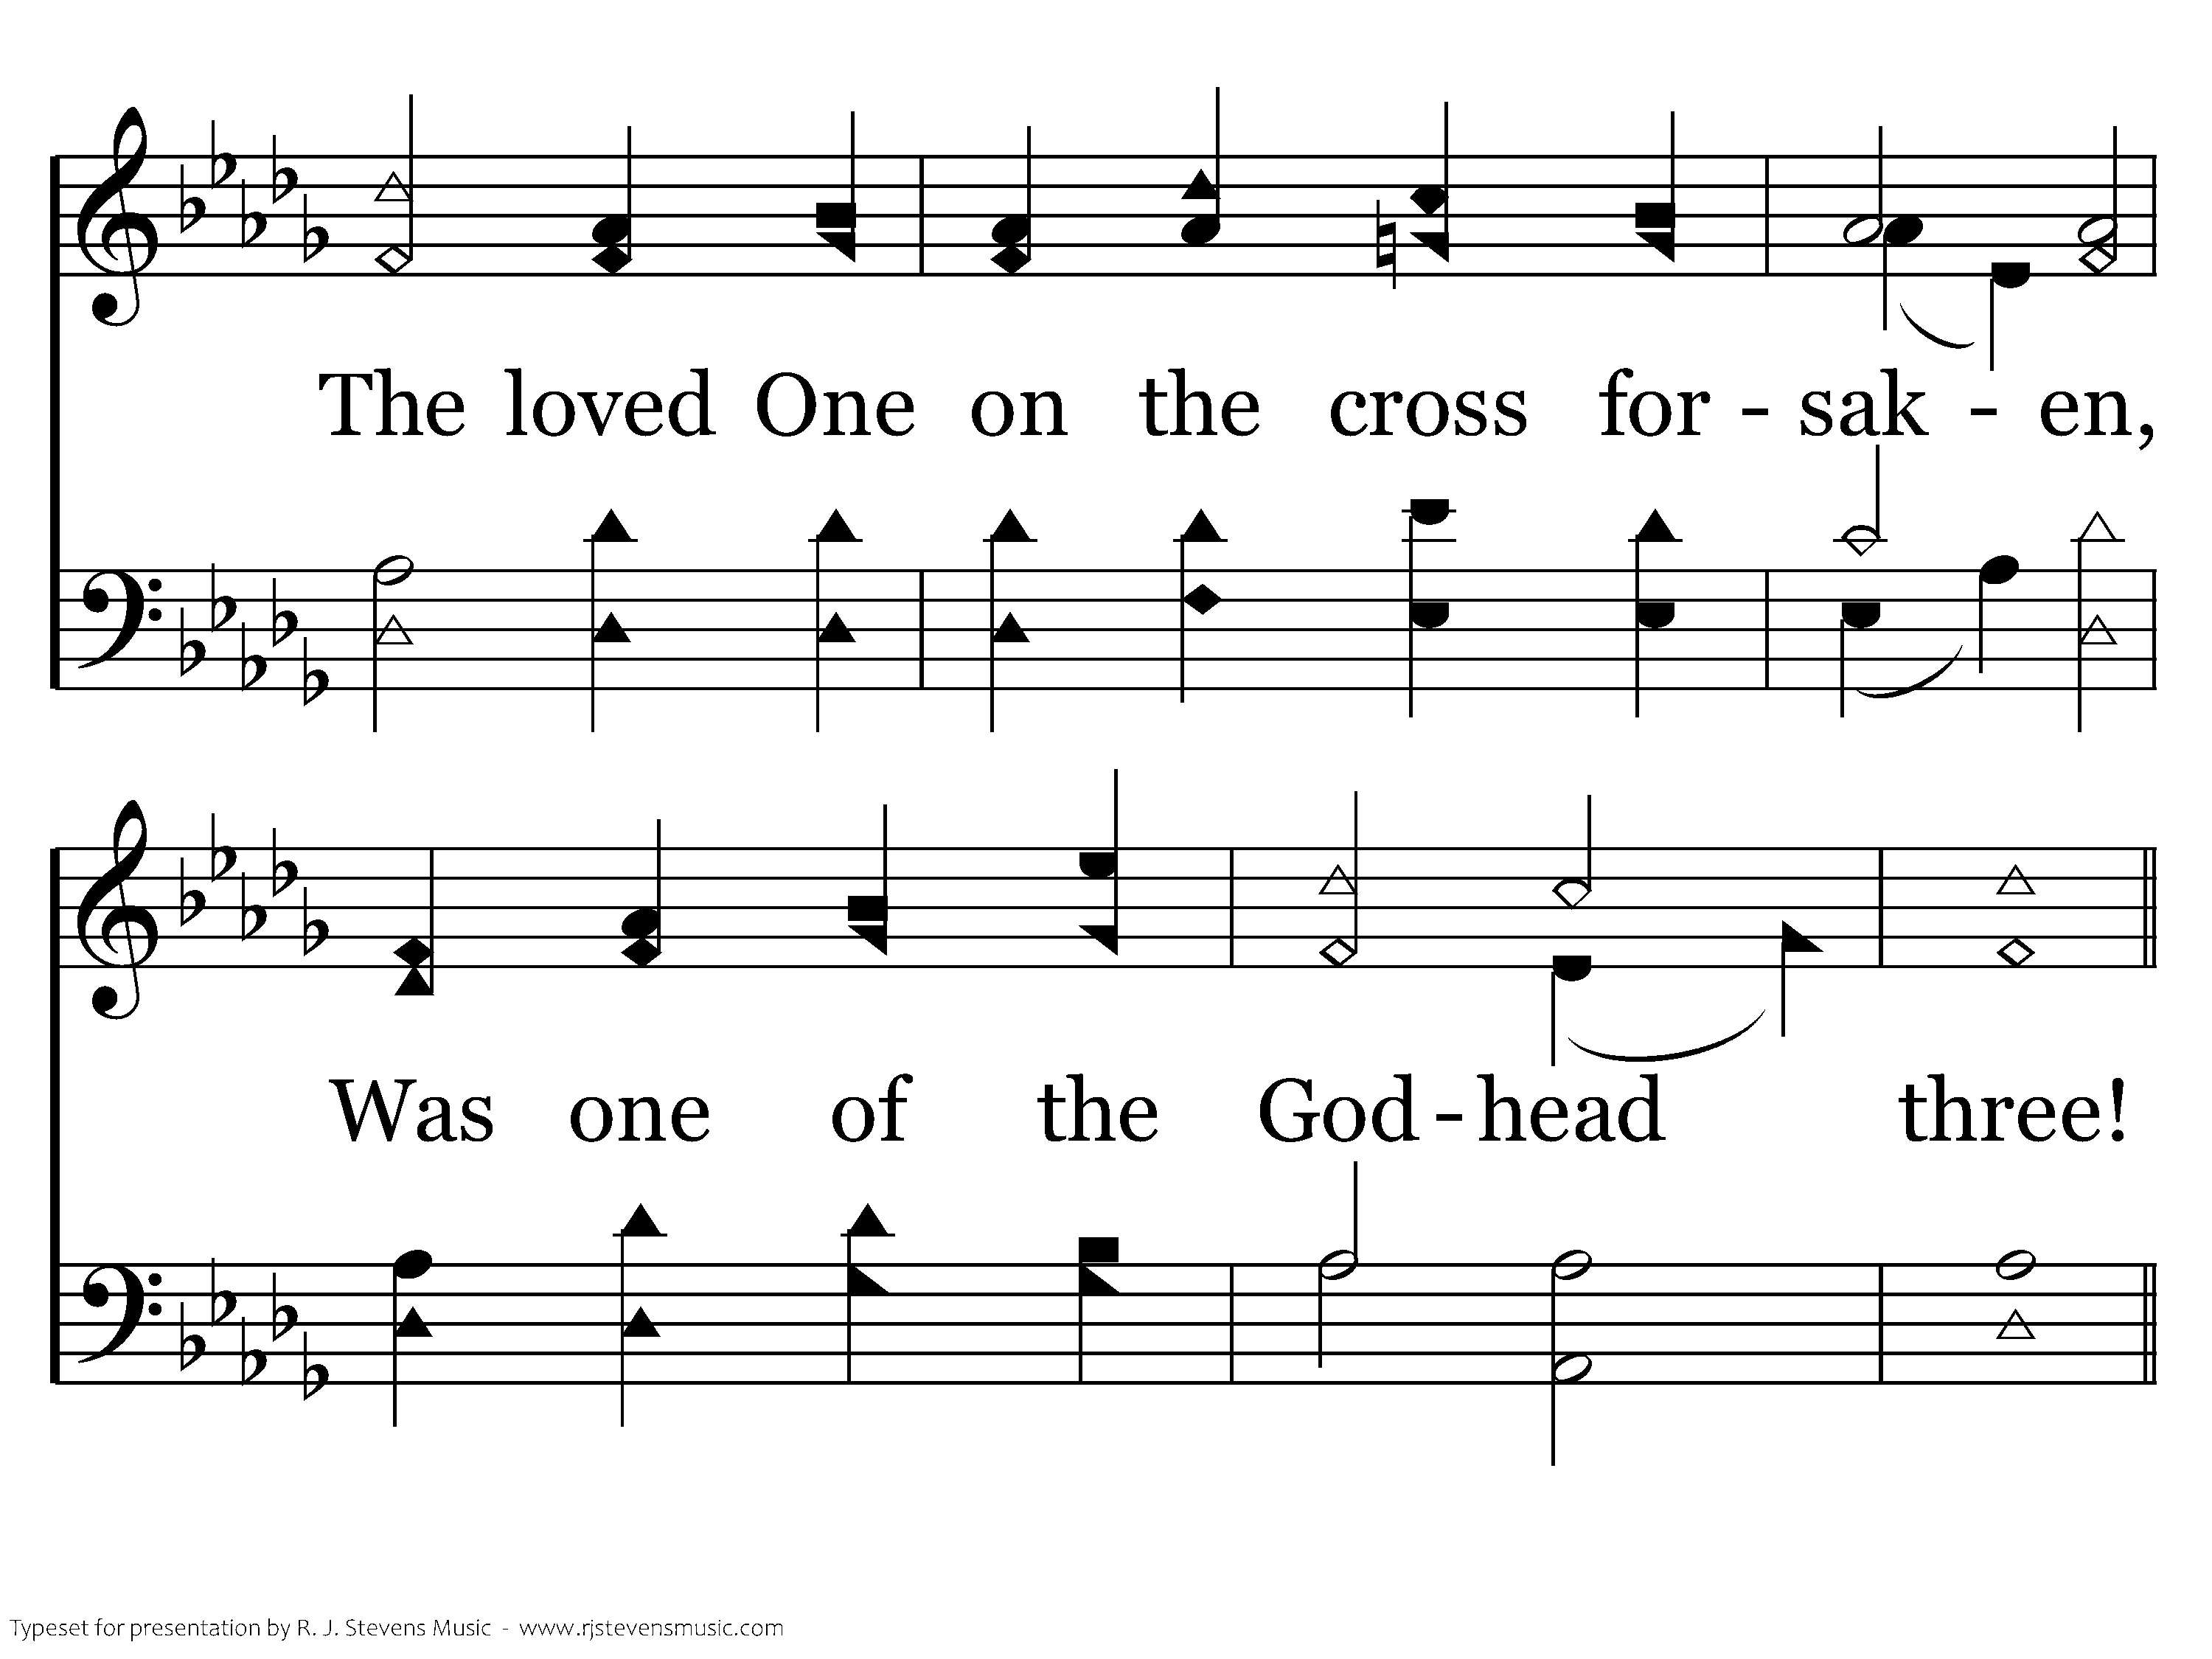 The loved One on the cross for - sak - en,
Was one of the God - head three!
Typeset for presentation by R. J. Stevens Music - www.rjstevensmusic.com